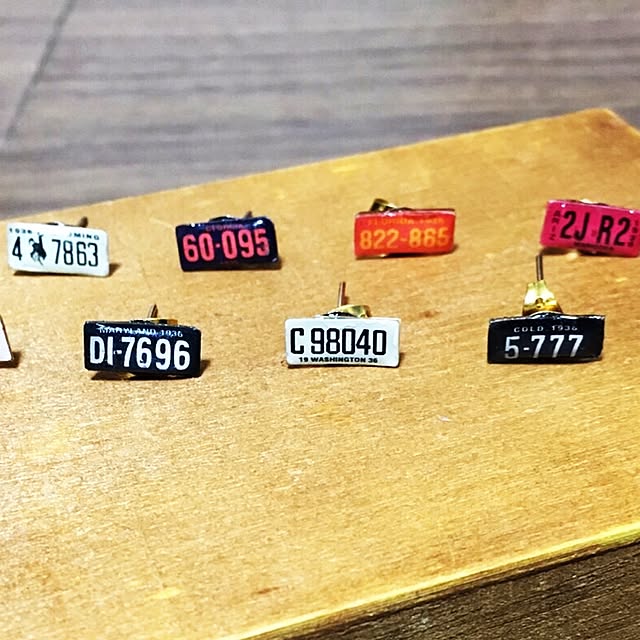 4 7863
60-095
822-865
2J R2
MARYLAND 1936
DI-7696
C 98040
19 WASHINGTON 36
COLO 1936
5-777